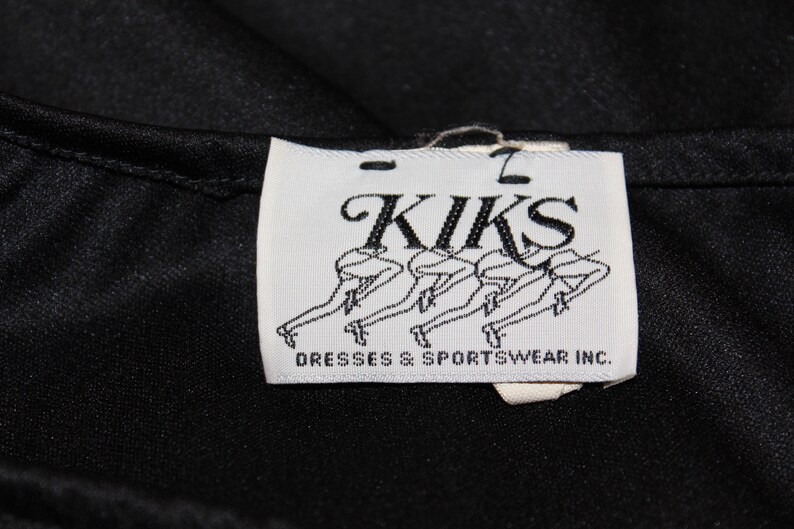 KIKS
DRESSES & SPORTSWEAR INC.